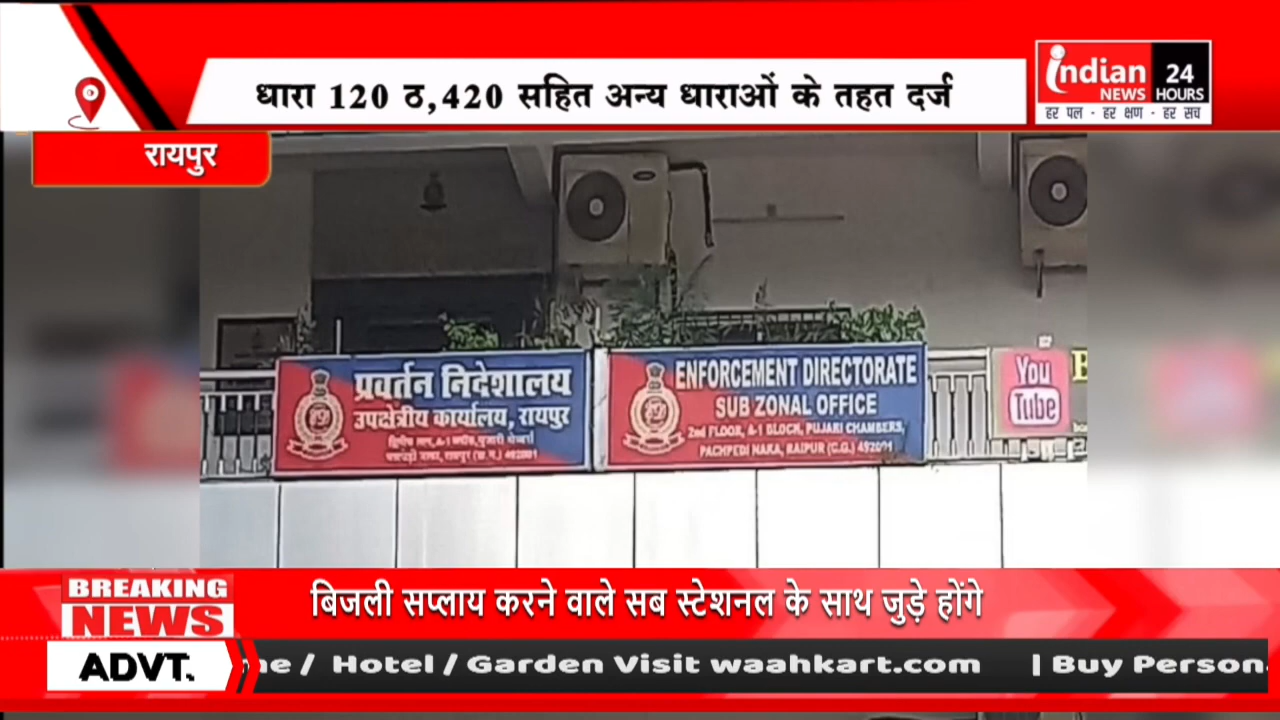 धारा 120 ठ,420 सहित अन्य धाराओं के तहत दर्ज
indian
NEWS
24
HOURS
हर पल - हर क्षण - हर सच
रायपुर
प्रवर्तन निदेशालय
उपक्षेत्रीय कार्यालय, रायपुर
ENFORCEMENT DIRECTORATE
SUB ZONAL OFFICE
2nd FLOOR, A-1 BLOCK, PUJARI CHAMBERS,
PACHPEDI NAKA, RAIPUR (C.G.) 492001
You
Tube
BREAKING
NEWS
बिजली सप्लाय करने वाले सब स्टेशनल के साथ जुड़े होंगे
ADVT.
me / Hotel / Garden Visit waahkart.com | Buy Person